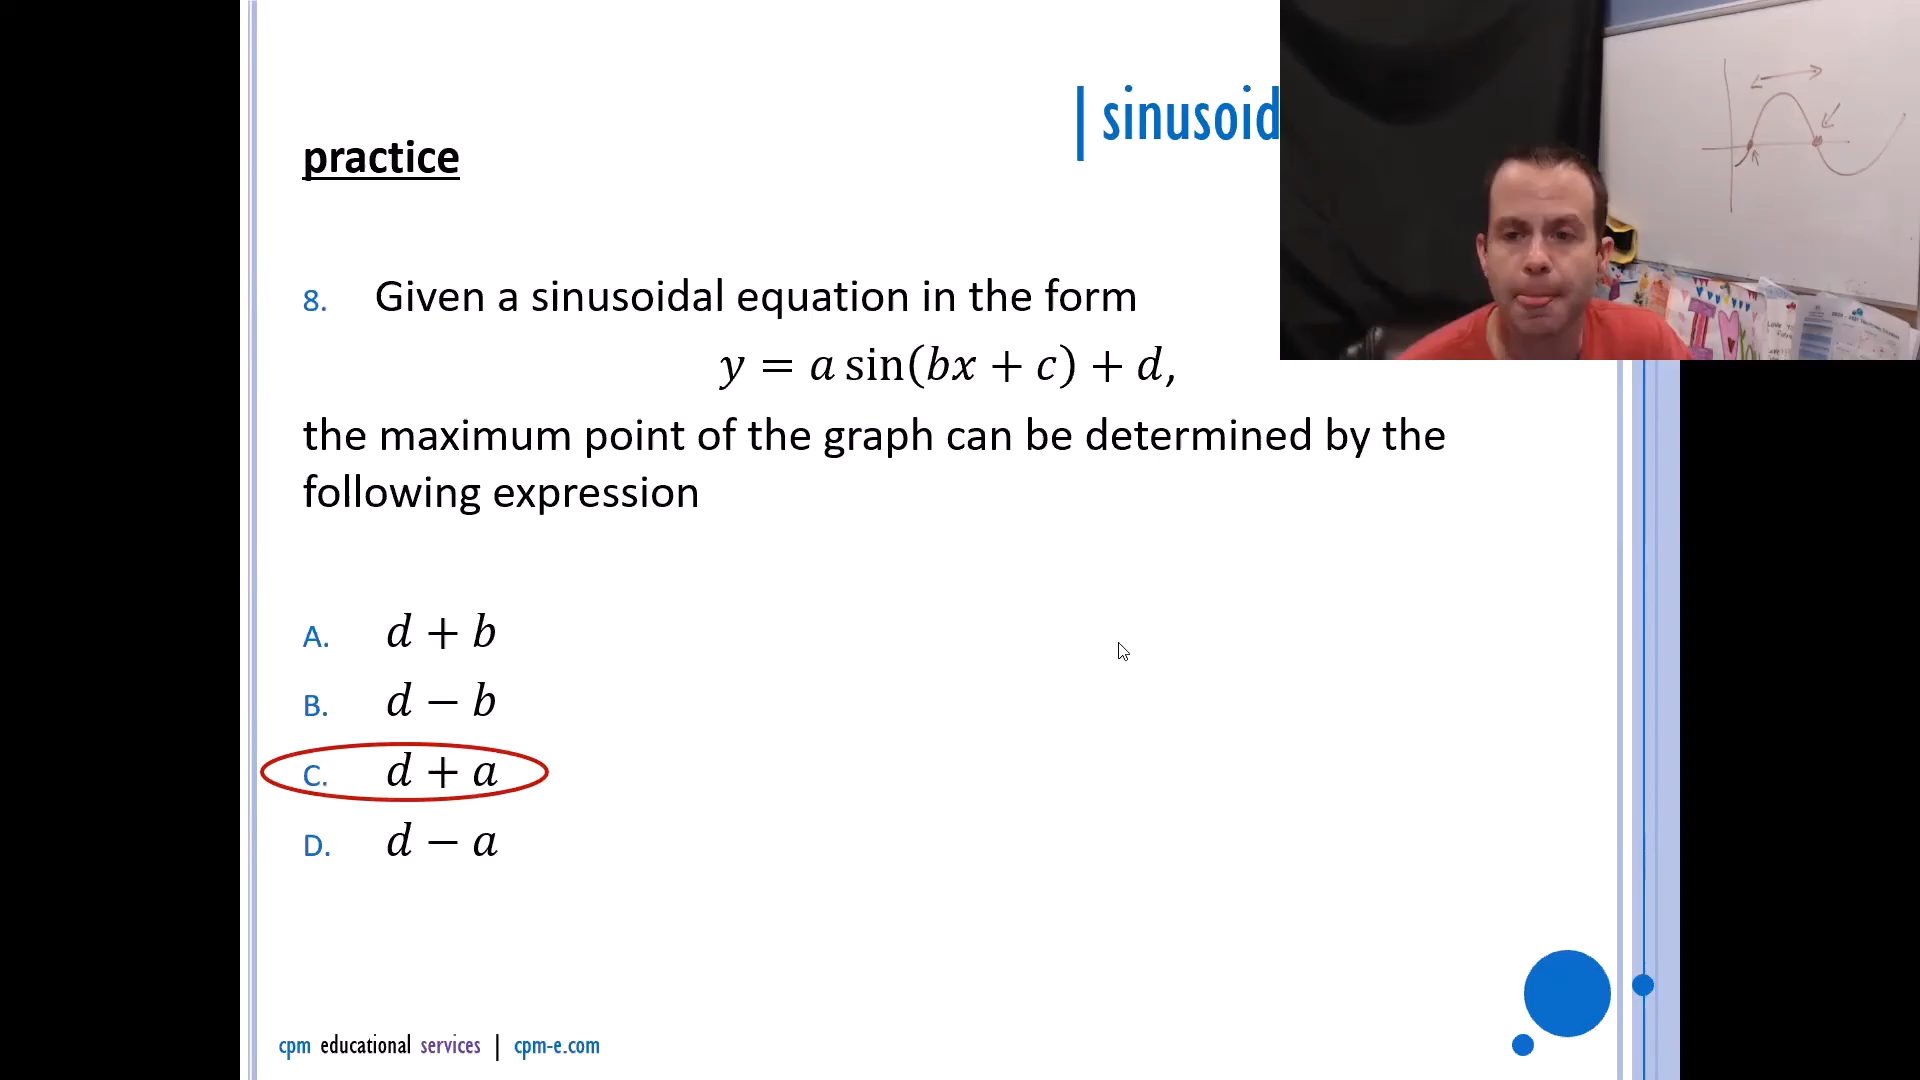 | sinusoid
practice
8. Given a sinusoidal equation in the form
y = a sin(bx + c) + d,
the maximum point of the graph can be determined by the
following expression
A. d + b
B. d − b
C. d + a
D. d − a
cpm educational services | cpm-e.com